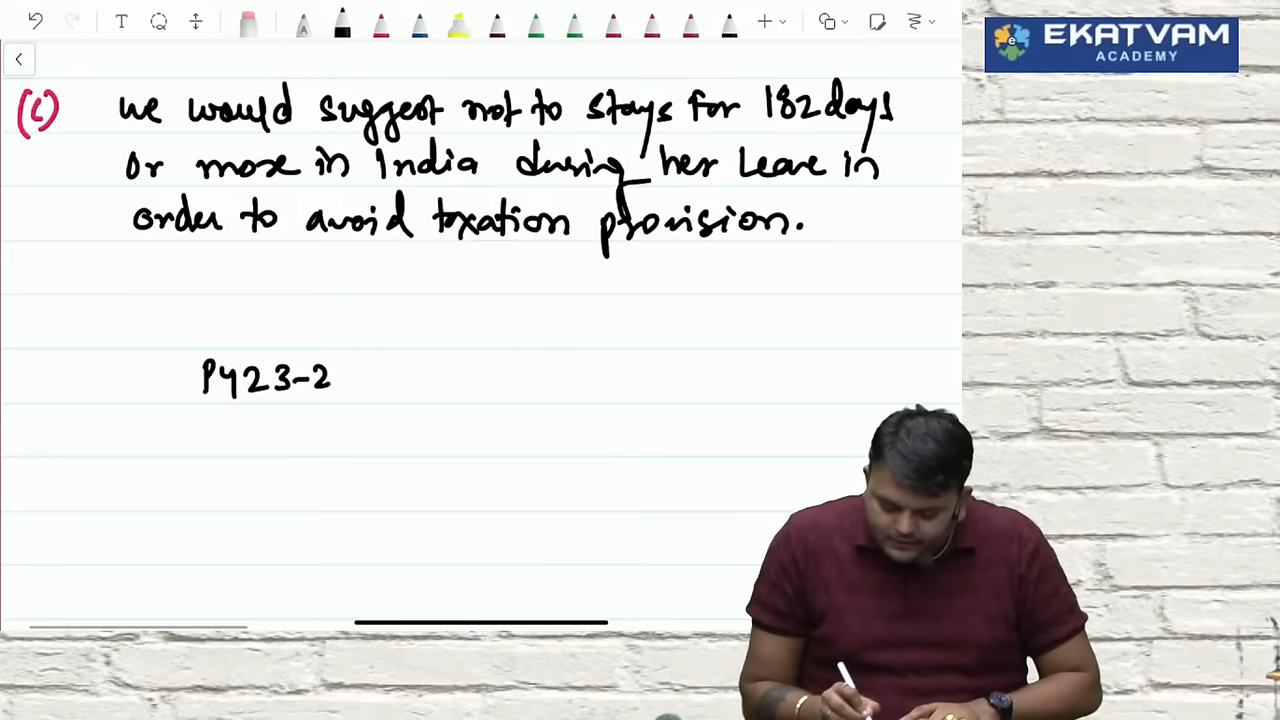 EKATVAM
ACADEMY
(C) we would suggest not to stays for 182 days
or more in India during her Leave in
order to avoid taxation provision.
PY23-2